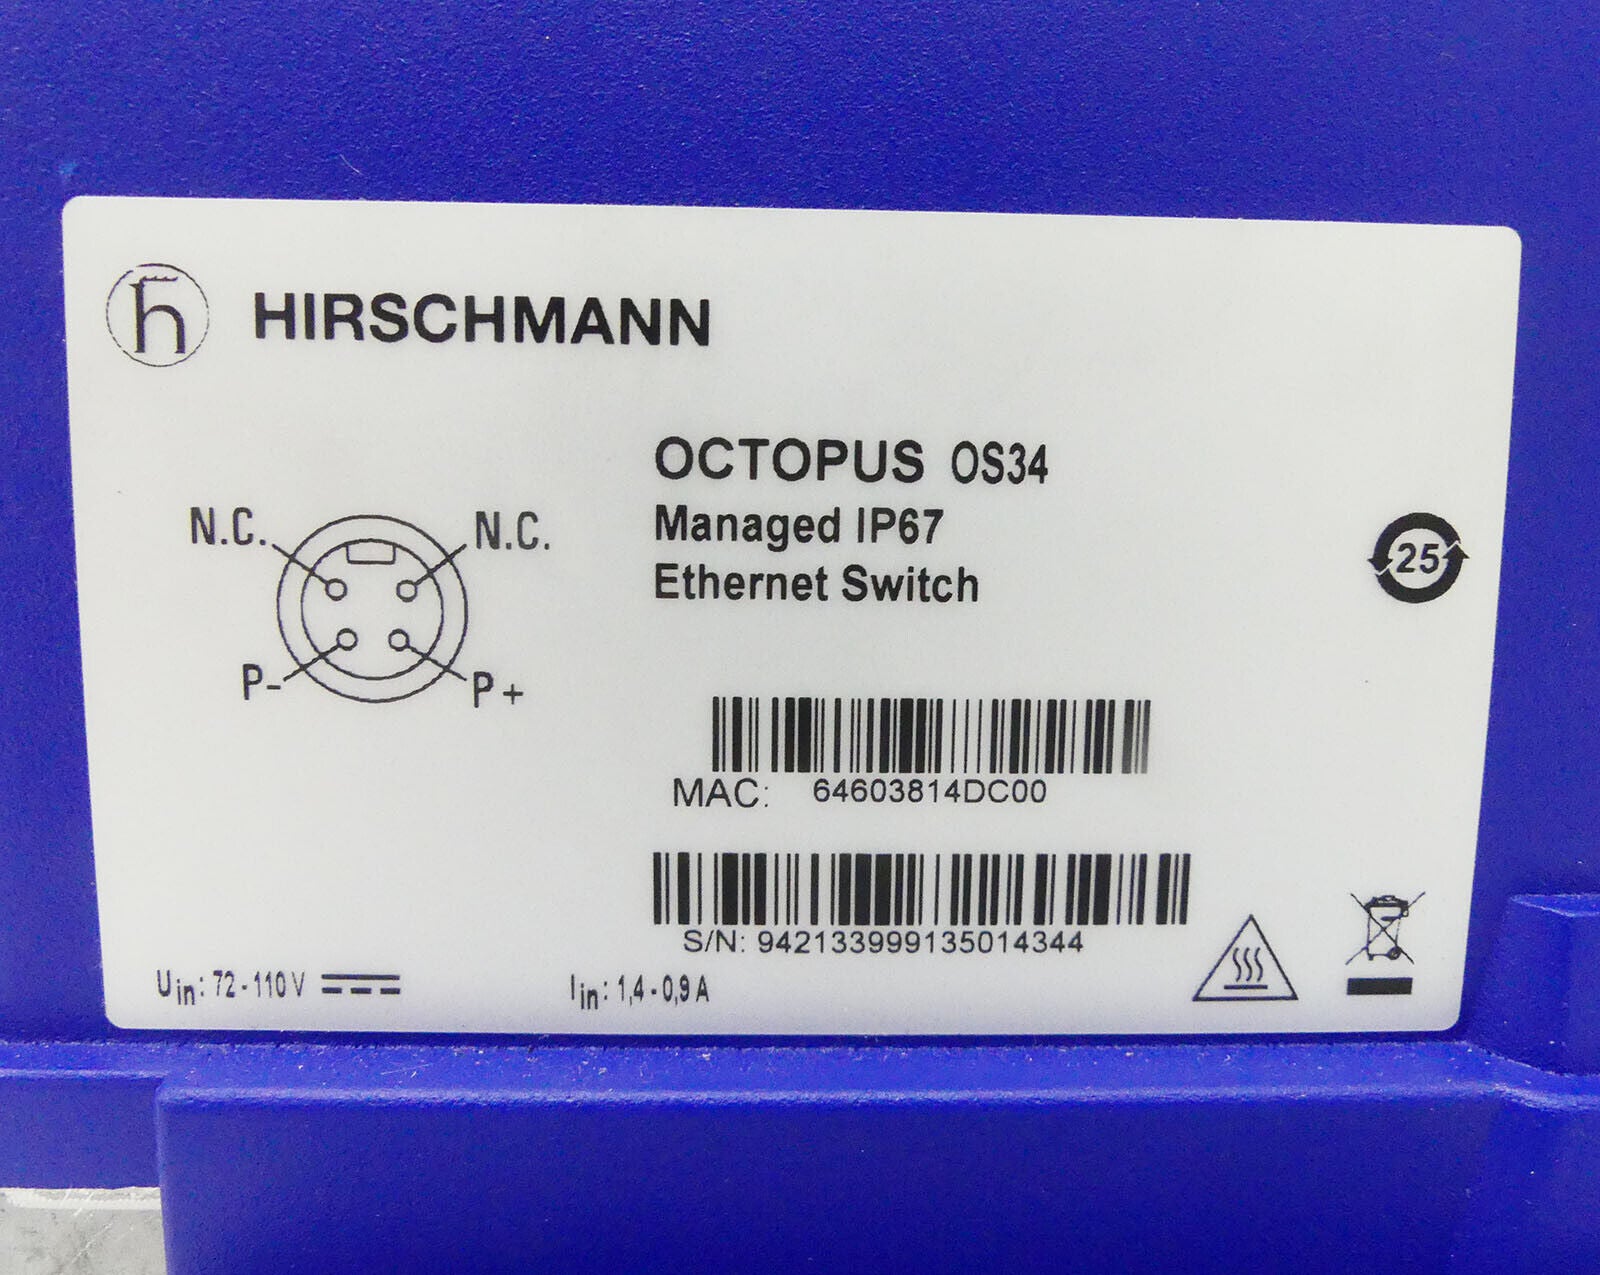 h HIRSCHMANN
OCTOPUS OS34
Managed IP67
Ethernet Switch
N.C. N.C.
P- P+
25
MAC: 64603814DC00
S/N: 942133999135014344
Uin: 72-110 V
Iin: 1,4-0,9 A